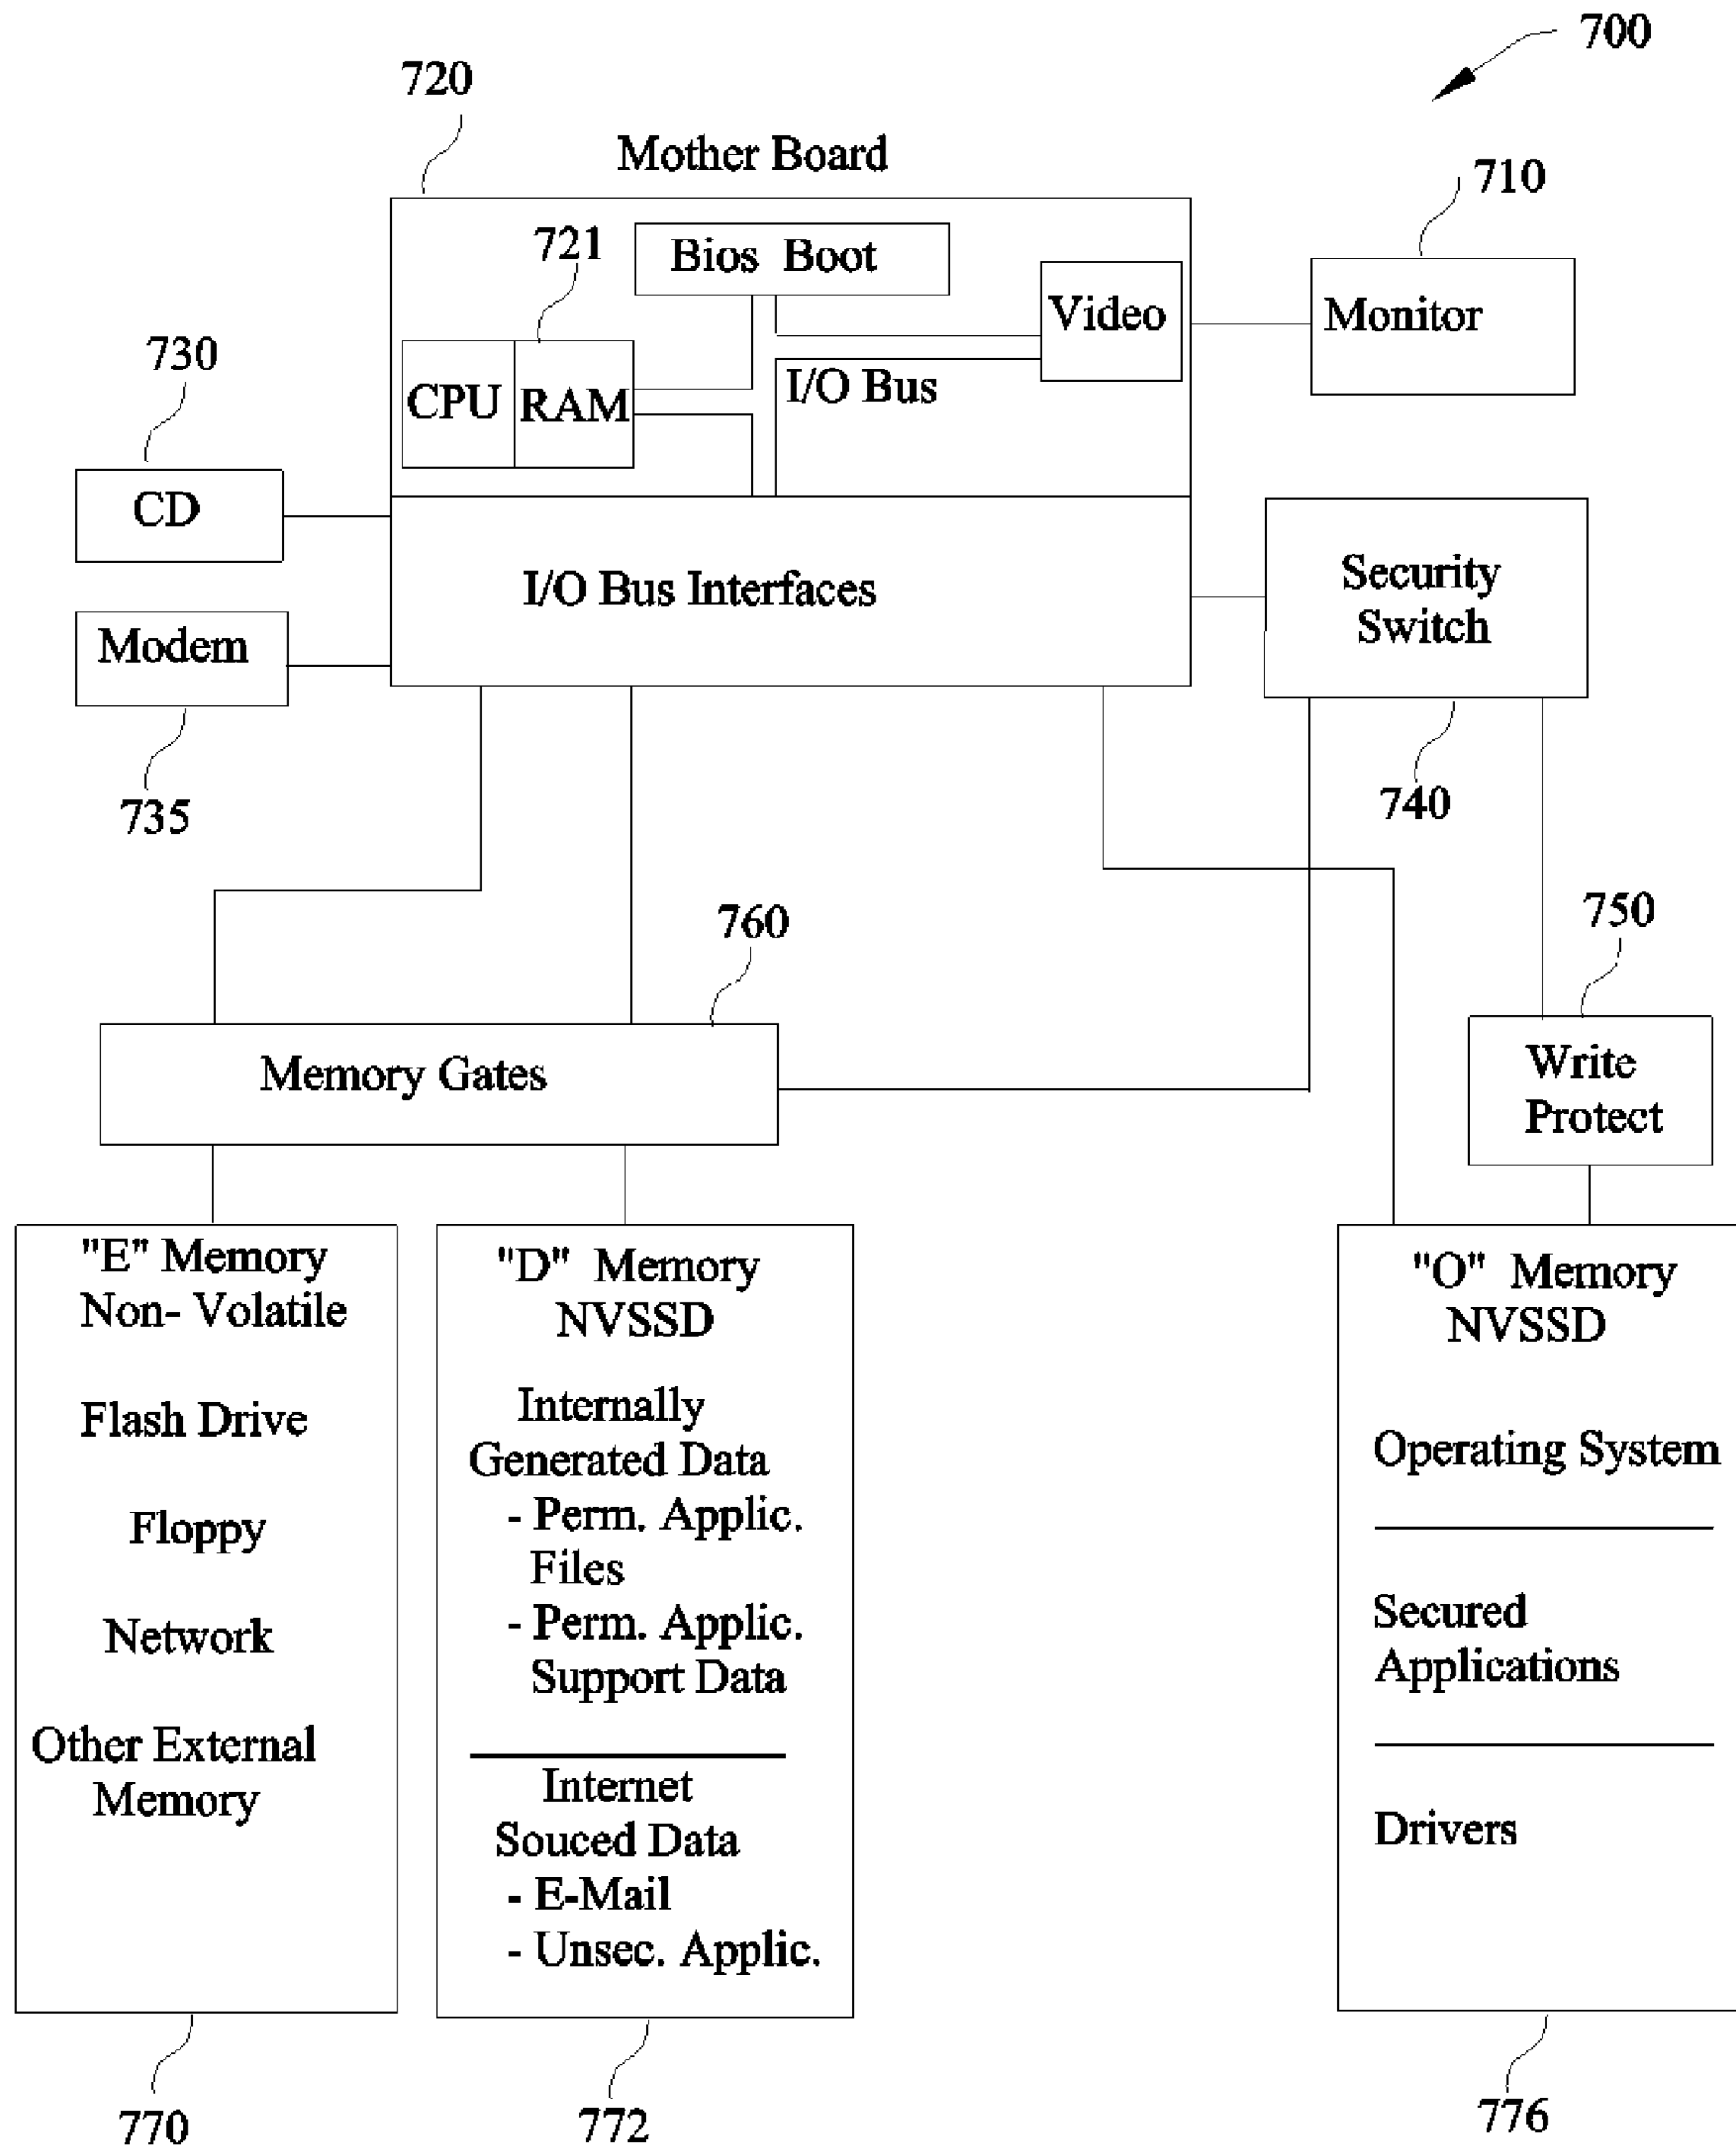 700
720
Mother Board
710
721
Bios Boot
Video
Monitor
730
CPU
RAM
I/O Bus
CD
I/O Bus Interfaces
Security
Switch
Modem
735
740
760
750
Memory Gates
Write
Protect
"E" Memory
Non- Volatile
Flash Drive
Floppy
Network
Other External
Memory
"D" Memory
NVSSD
Internally
Generated Data
- Perm. Applic.
Files
- Perm. Applic.
Support Data
Internet
Souced Data
- E-Mail
- Unsec. Applic.
"O" Memory
NVSSD
Operating System
Secured
Applications
Drivers
770
772
776